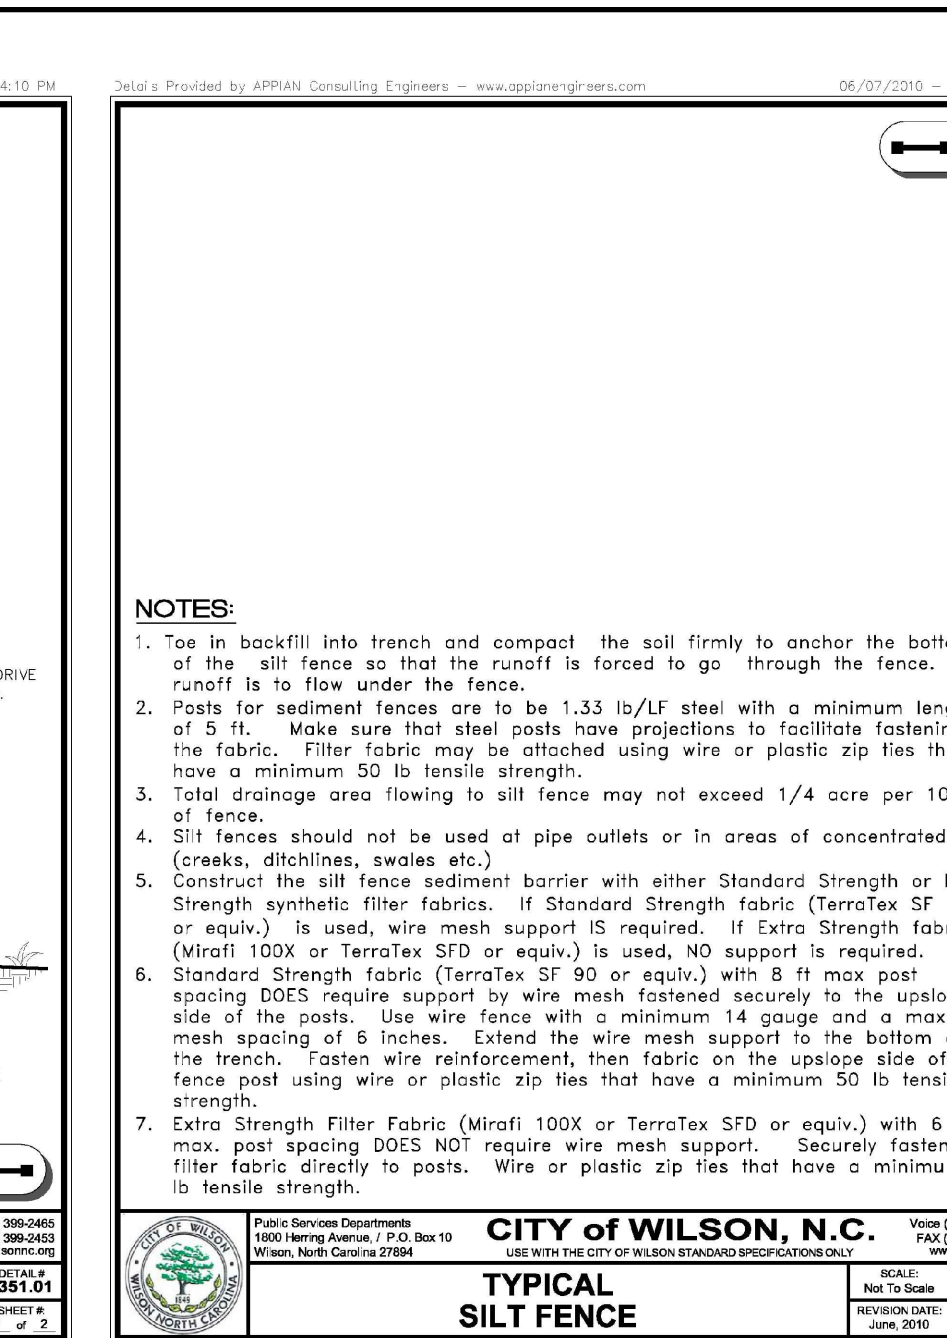 4:10 PM
Details Provided by APPIAN Consulting Engineers – www.appianengineers.com
06/07/2010 –
DRIVE
NOTES:
1. Toe in backfill into trench and compact the soil firmly to anchor the botto
of the silt fence so that the runoff is forced to go through the fence.
runoff is to flow under the fence.
2. Posts for sediment fences are to be 1.33 lb/LF steel with a minimum leng
of 5 ft. Make sure that steel posts have projections to facilitate fastenin
the fabric. Filter fabric may be attached using wire or plastic zip ties th
have a minimum 50 lb tensile strength.
3. Total drainage area flowing to silt fence may not exceed 1/4 acre per 10
of fence.
4. Silt fences should not be used at pipe outlets or in areas of concentrated
(creeks, ditchlines, swales etc.)
5. Construct the silt fence sediment barrier with either Standard Strength or
Strength synthetic filter fabrics. If Standard Strength fabric (TerraTex SF
or equiv.) is used, wire mesh support IS required. If Extra Strength fabr
(Mirafi 100X or TerraTex SFD or equiv.) is used, NO support is required.
6. Standard Strength fabric (TerraTex SF 90 or equiv.) with 8 ft max post
spacing DOES require support by wire mesh fastened securely to the upslo
side of the posts. Use wire fence with a minimum 14 gauge and a max
mesh spacing of 6 inches. Extend the wire mesh support to the bottom
the trench. Fasten wire reinforcement, then fabric on the upslope side of
fence post using wire or plastic zip ties that have a minimum 50 lb tensi
strength.
7. Extra Strength Filter Fabric (Mirafi 100X or TerraTex SFD or equiv.) with 6
max. post spacing DOES NOT require wire mesh support. Securely fasten
filter fabric directly to posts. Wire or plastic zip ties that have a minimu
lb tensile strength.
399-2465
399-2453
sonnc.org
DETAIL#
351.01
SHEET #:
of 2
CITY OF WILSON
1849
WILSON NORTH CAROLINA
Public Services Departments
1800 Herring Avenue, / P.O. Box 10
Wilson, North Carolina 27894
CITY of WILSON, N.C.
USE WITH THE CITY OF WILSON STANDARD SPECIFICATIONS ONLY
Voice (
FAX (
ww
TYPICAL
SILT FENCE
SCALE:
Not To Scale
REVISION DATE:
June, 2010